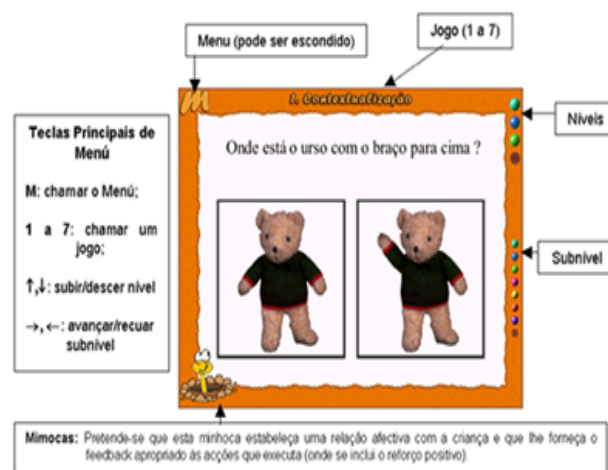 Menu (pode ser escondido)
Jogo (1 a 7)
M
1. Contextualização
Níveis
Teclas Principais de
Menú
M: chamar o Menú;
1 a 7: chamar um
jogo;
↑,↓: subir/descer nível
→,←: avançar/recuar
subnível
Onde está o urso com o braço para cima ?
Subnível
Mimocas: Pretende-se que esta minhoca estabeleça uma relação afectiva com a criança e que lhe forneça o
feedback apropriado às acções que executa (onde se inclui o reforço positivo).